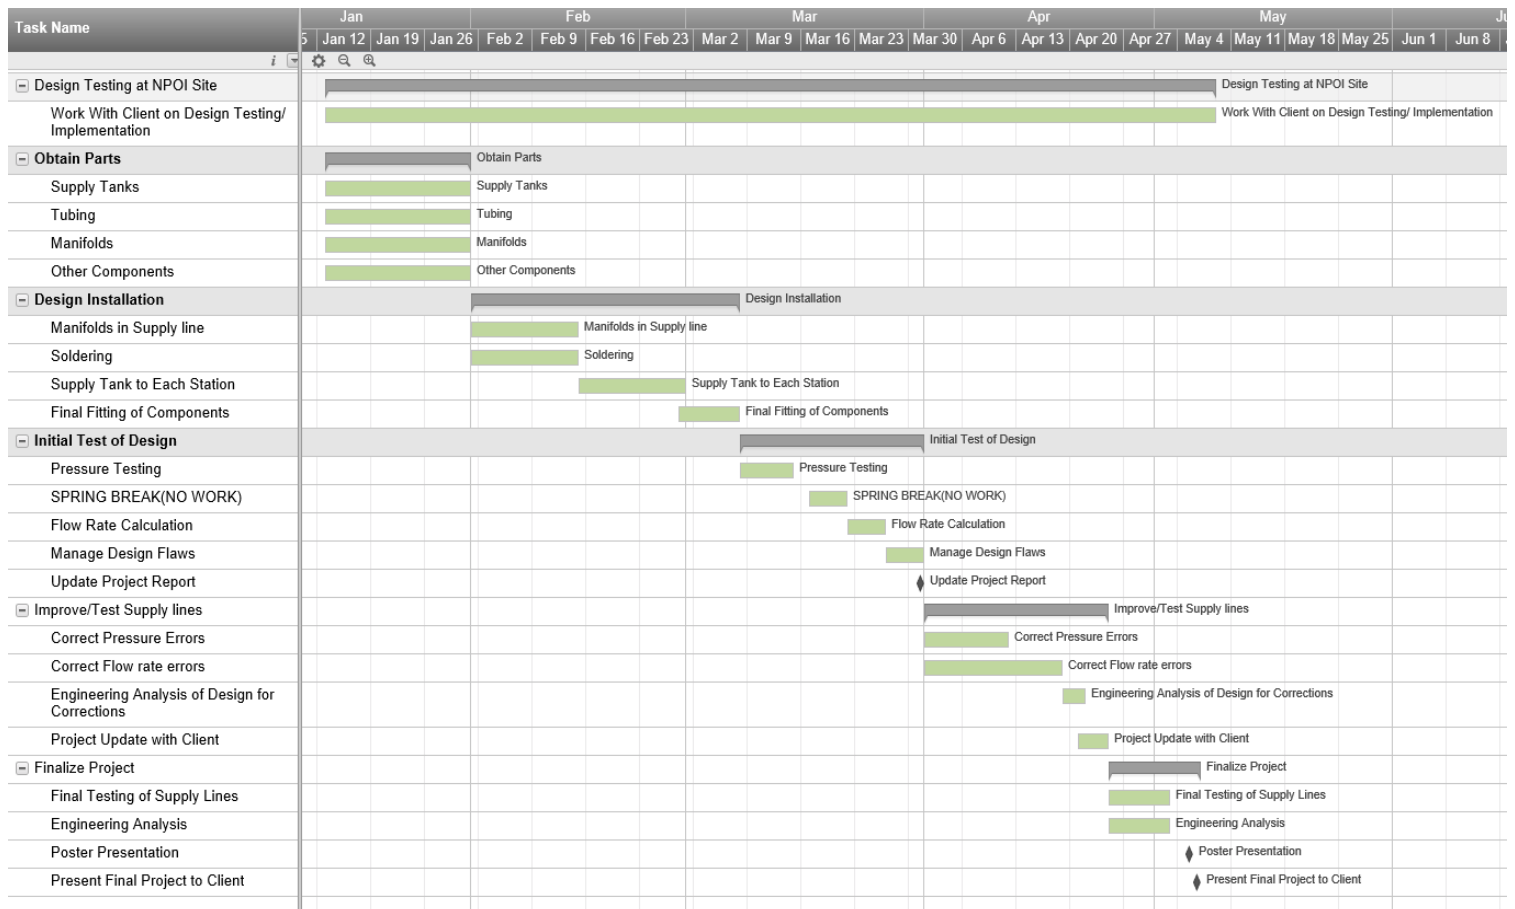 Task Name
Jan Feb Mar Apr May Ju
5 Jan 12 Jan 19 Jan 26 Feb 2 Feb 9 Feb 16 Feb 23 Mar 2 Mar 9 Mar 16 Mar 23 Mar 30 Apr 6 Apr 13 Apr 20 Apr 27 May 4 May 11 May 18 May 25 Jun 1 Jun 8
i
Design Testing at NPOI Site Design Testing at NPOI Site
Work With Client on Design Testing/ Work With Client on Design Testing/ Implementation
Implementation
Obtain Parts Obtain Parts
Supply Tanks Supply Tanks
Tubing Tubing
Manifolds Manifolds
Other Components Other Components
Design Installation Design Installation
Manifolds in Supply line Manifolds in Supply line
Soldering Soldering
Supply Tank to Each Station Supply Tank to Each Station
Final Fitting of Components Final Fitting of Components
Initial Test of Design Initial Test of Design
Pressure Testing Pressure Testing
SPRING BREAK(NO WORK) SPRING BREAK(NO WORK)
Flow Rate Calculation Flow Rate Calculation
Manage Design Flaws Manage Design Flaws
Update Project Report Update Project Report
Improve/Test Supply lines Improve/Test Supply lines
Correct Pressure Errors Correct Pressure Errors
Correct Flow rate errors Correct Flow rate errors
Engineering Analysis of Design for Engineering Analysis of Design for Corrections
Corrections
Project Update with Client Project Update with Client
Finalize Project Finalize Project
Final Testing of Supply Lines Final Testing of Supply Lines
Engineering Analysis Engineering Analysis
Poster Presentation Poster Presentation
Present Final Project to Client Present Final Project to Client